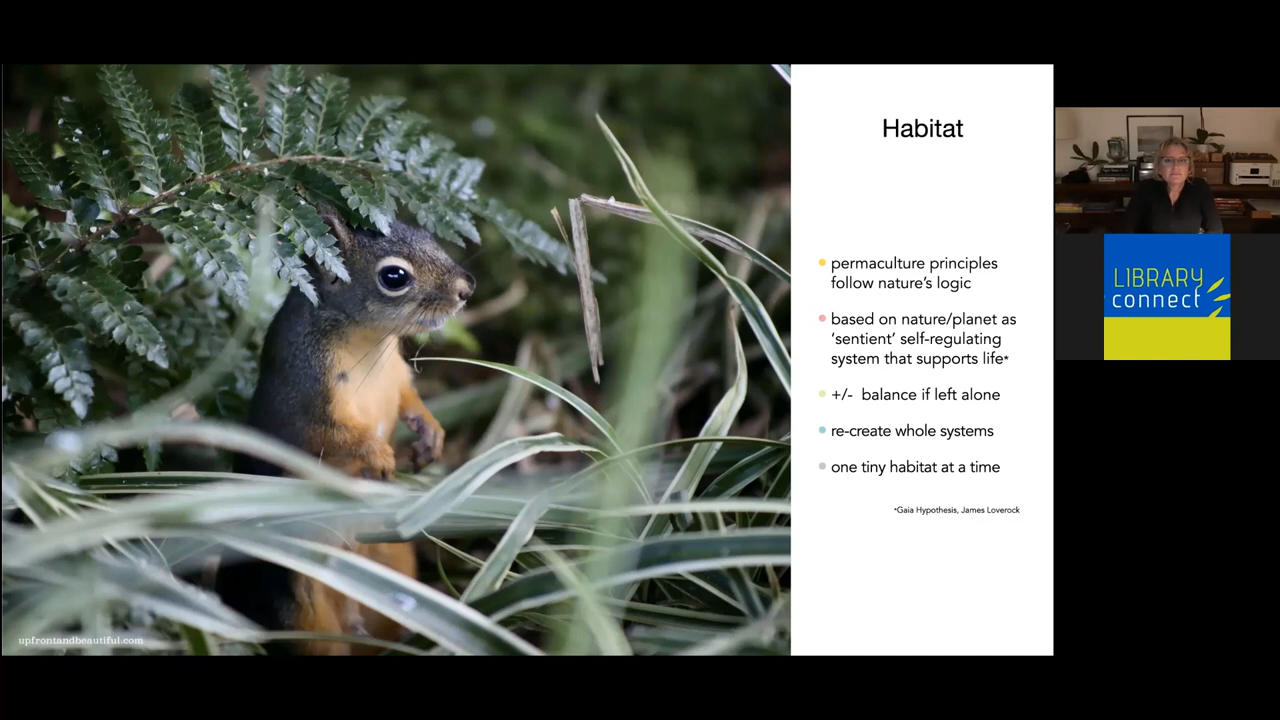 Habitat
permaculture principles
follow nature's logic
based on nature/planet as
‘sentient’ self-regulating
system that supports life*
+/-  balance if left alone
re-create whole systems
one tiny habitat at a time
*Gaia Hypothesis, James Loverock
upfrontandbeautiful.com
LIBRARY
connect